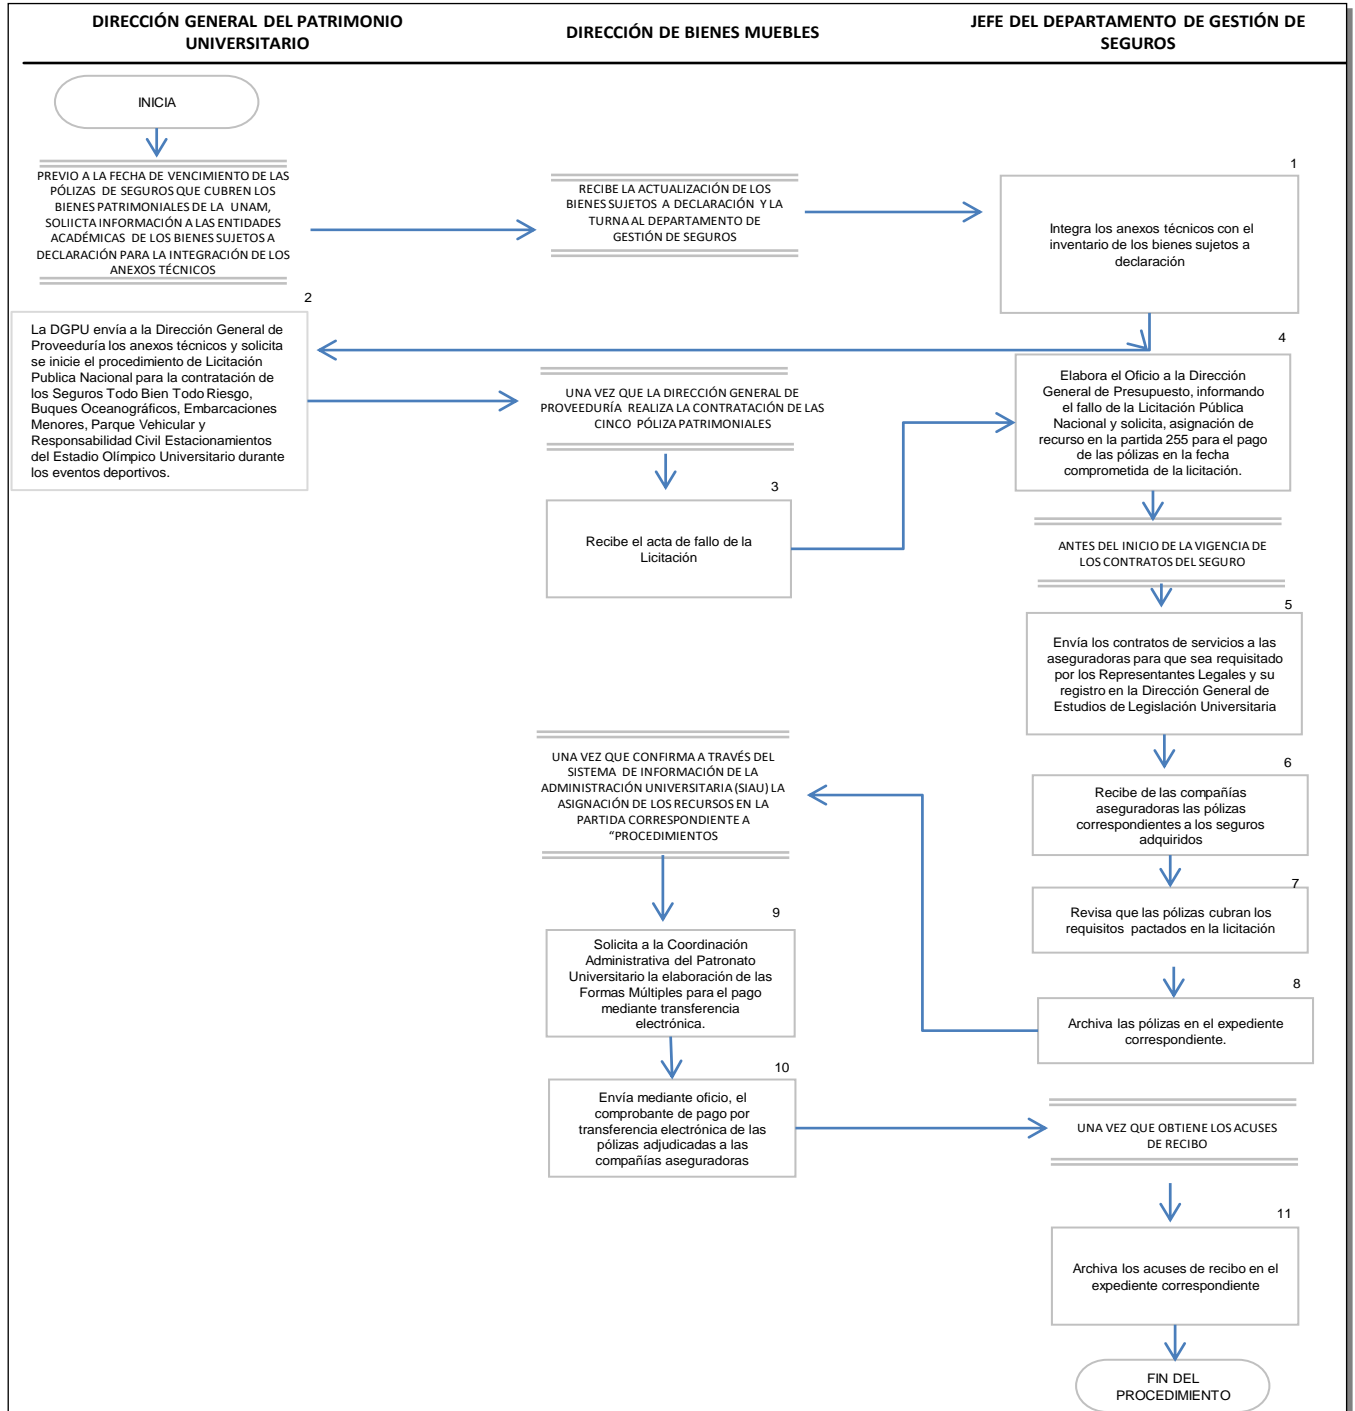 DIRECCIÓN GENERAL DEL PATRIMONIO
UNIVERSITARIO
DIRECCIÓN DE BIENES MUEBLES
JEFE DEL DEPARTAMENTO DE GESTIÓN DE
SEGUROS
INICIA
PREVIO A LA FECHA DE VENCIMIENTO DE LAS
PÓLIZAS DE SEGUROS QUE CUBREN LOS
BIENES PATRIMONIALES DE LA UNAM,
SOLIICTA INFORMACIÓN A LAS ENTIDADES
ACADÉMICAS DE LOS BIENES SUJETOS A
DECLARACIÓN PARA LA INTEGRACIÓN DE LOS
ANEXOS TÉCNICOS
RECIBE LA ACTUALIZACIÓN DE LOS
BIENES SUJETOS A DECLARACIÓN Y LA
TURNA AL DEPARTAMENTO DE
GESTIÓN DE SEGUROS
1
Integra los anexos técnicos con el
inventario de los bienes sujetos a
declaración
2
La DGPU envía a la Dirección General de
Proveeduría los anexos técnicos y solicita
se inicie el procedimiento de Licitación
Publica Nacional para la contratación de
los Seguros Todo Bien Todo Riesgo,
Buques Oceanográficos, Embarcaciones
Menores, Parque Vehicular y
Responsabilidad Civil Estacionamientos
del Estadio Olímpico Universitario durante
los eventos deportivos.
UNA VEZ QUE LA DIRECCIÓN GENERAL DE
PROVEEDURÍA REALIZA LA CONTRATACIÓN DE LAS
CINCO PÓLIZA PATRIMONIALES
3
Recibe el acta de fallo de la
Licitación
4
Elabora el Oficio a la Dirección
General de Presupuesto, informando
el fallo de la Licitación Pública
Nacional y solicita, asignación de
recurso en la partida 255 para el pago
de las pólizas en la fecha
comprometida de la licitación.
ANTES DEL INICIO DE LA VIGENCIA DE
LOS CONTRATOS DEL SEGURO
5
Envía los contratos de servicios a las
aseguradoras para que sea requisitado
por los Representantes Legales y su
registro en la Dirección General de
Estudios de Legislación Universitaria
6
Recibe de las compañías
aseguradoras las pólizas
correspondientes a los seguros
adquiridos
7
Revisa que las pólizas cubran los
requisitos pactados en la licitación
8
Archiva las pólizas en el expediente
correspondiente.
UNA VEZ QUE CONFIRMA A TRAVÉS DEL
SISTEMA DE INFORMACIÓN DE LA
ADMINISTRACIÓN UNIVERSITARIA (SIAU) LA
ASIGNACIÓN DE LOS RECURSOS EN LA
PARTIDA CORRESPONDIENTE A
“PROCEDIMIENTOS
9
Solicita a la Coordinación
Administrativa del Patronato
Universitario la elaboración de las
Formas Múltiples para el pago
mediante transferencia
electrónica.
10
Envía mediante oficio, el
comprobante de pago por
transferencia electrónica de las
pólizas adjudicadas a las
compañías aseguradoras
UNA VEZ QUE OBTIENE LOS ACUSES
DE RECIBO
11
Archiva los acuses de recibo en el
expediente correspondiente
FIN DEL
PROCEDIMIENTO